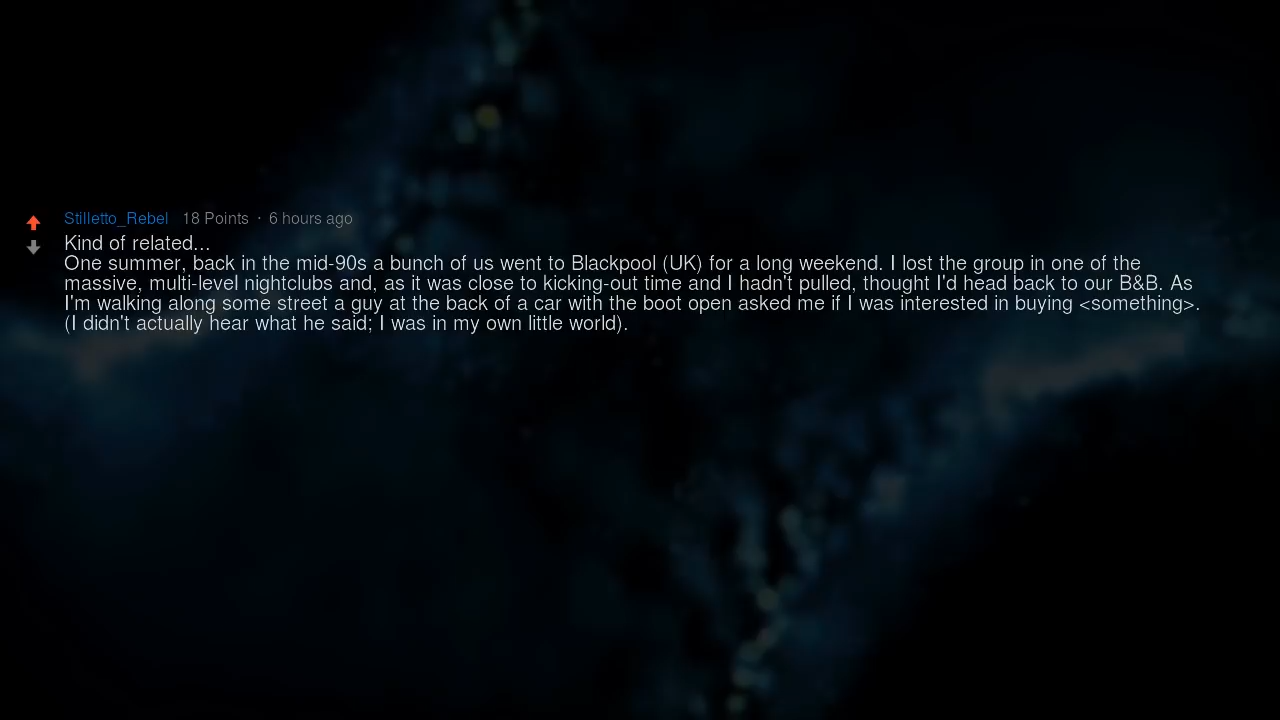 Stilletto_Rebel 18 Points · 6 hours ago
Kind of related...
One summer, back in the mid-90s a bunch of us went to Blackpool (UK) for a long weekend. I lost the group in one of the
massive, multi-level nightclubs and, as it was close to kicking-out time and I hadn't pulled, thought I'd head back to our B&B. As
I'm walking along some street a guy at the back of a car with the boot open asked me if I was interested in buying <something>.
(I didn't actually hear what he said; I was in my own little world).